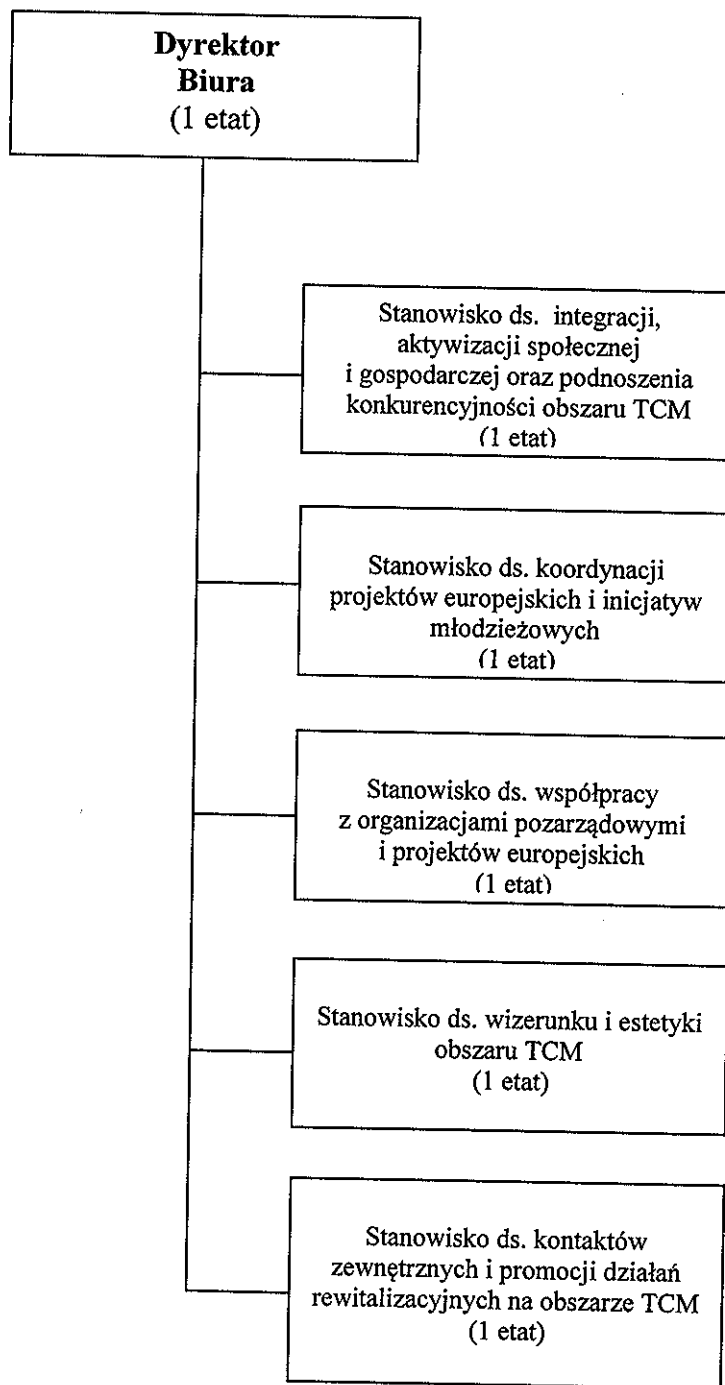 Dyrektor
Biura
(1 etat)
Stanowisko ds. integracji,
aktywizacji społecznej
i gospodarczej oraz podnoszenia
konkurencyjności obszaru TCM
(1 etat)
Stanowisko ds. koordynacji
projektów europejskich i inicjatyw
młodzieżowych
(1 etat)
Stanowisko ds. współpracy
z organizacjami pozarządowymi
i projektów europejskich
(1 etat)
Stanowisko ds. wizerunku i estetyki
obszaru TCM
(1 etat)
Stanowisko ds. kontaktów
zewnętrznych i promocji działań
rewitalizacyjnych na obszarze TCM
(1 etat)